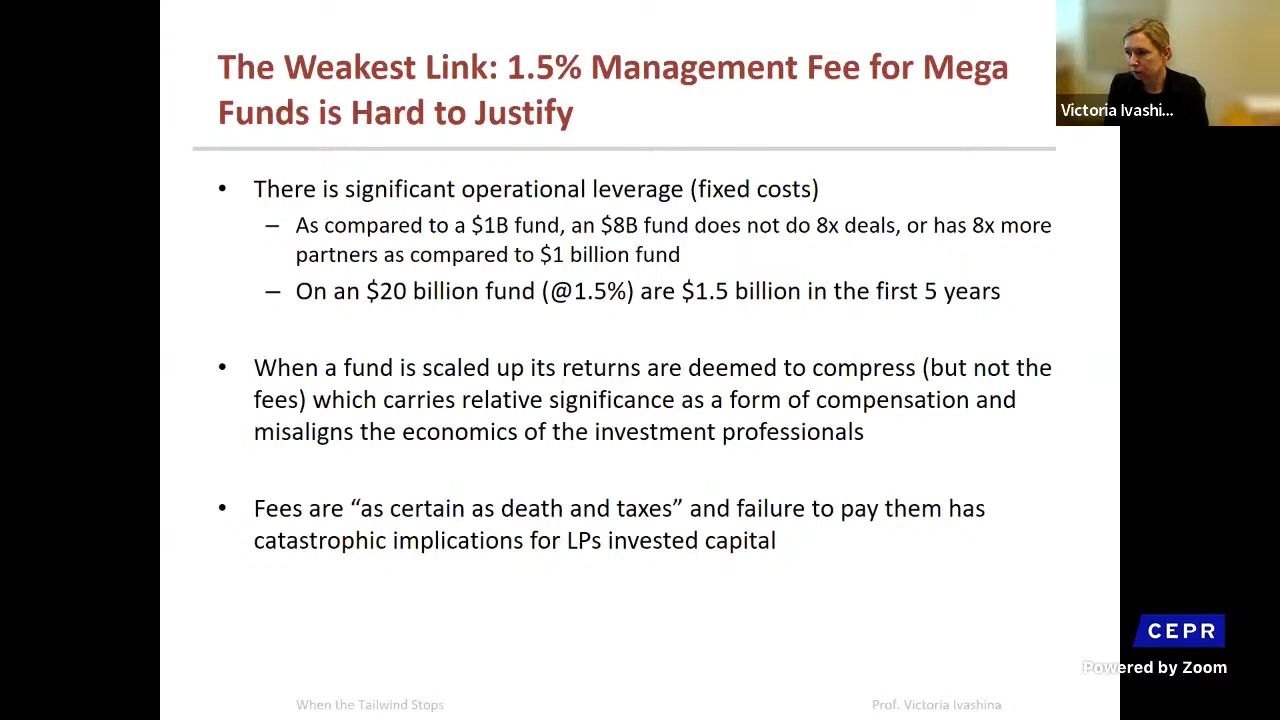 The Weakest Link: 1.5% Management Fee for Mega
Funds is Hard to Justify
Victoria Ivashi...
• There is significant operational leverage (fixed costs)
– As compared to a $1B fund, an $8B fund does not do 8x deals, or has 8x more
partners as compared to $1 billion fund
– On an $20 billion fund (@1.5%) are $1.5 billion in the first 5 years
• When a fund is scaled up its returns are deemed to compress (but not the
fees) which carries relative significance as a form of compensation and
misaligns the economics of the investment professionals
• Fees are “as certain as death and taxes” and failure to pay them has
catastrophic implications for LPs invested capital
CEPR
Powered by Zoom
When the Tailwind Stops
Prof. Victoria Ivashina